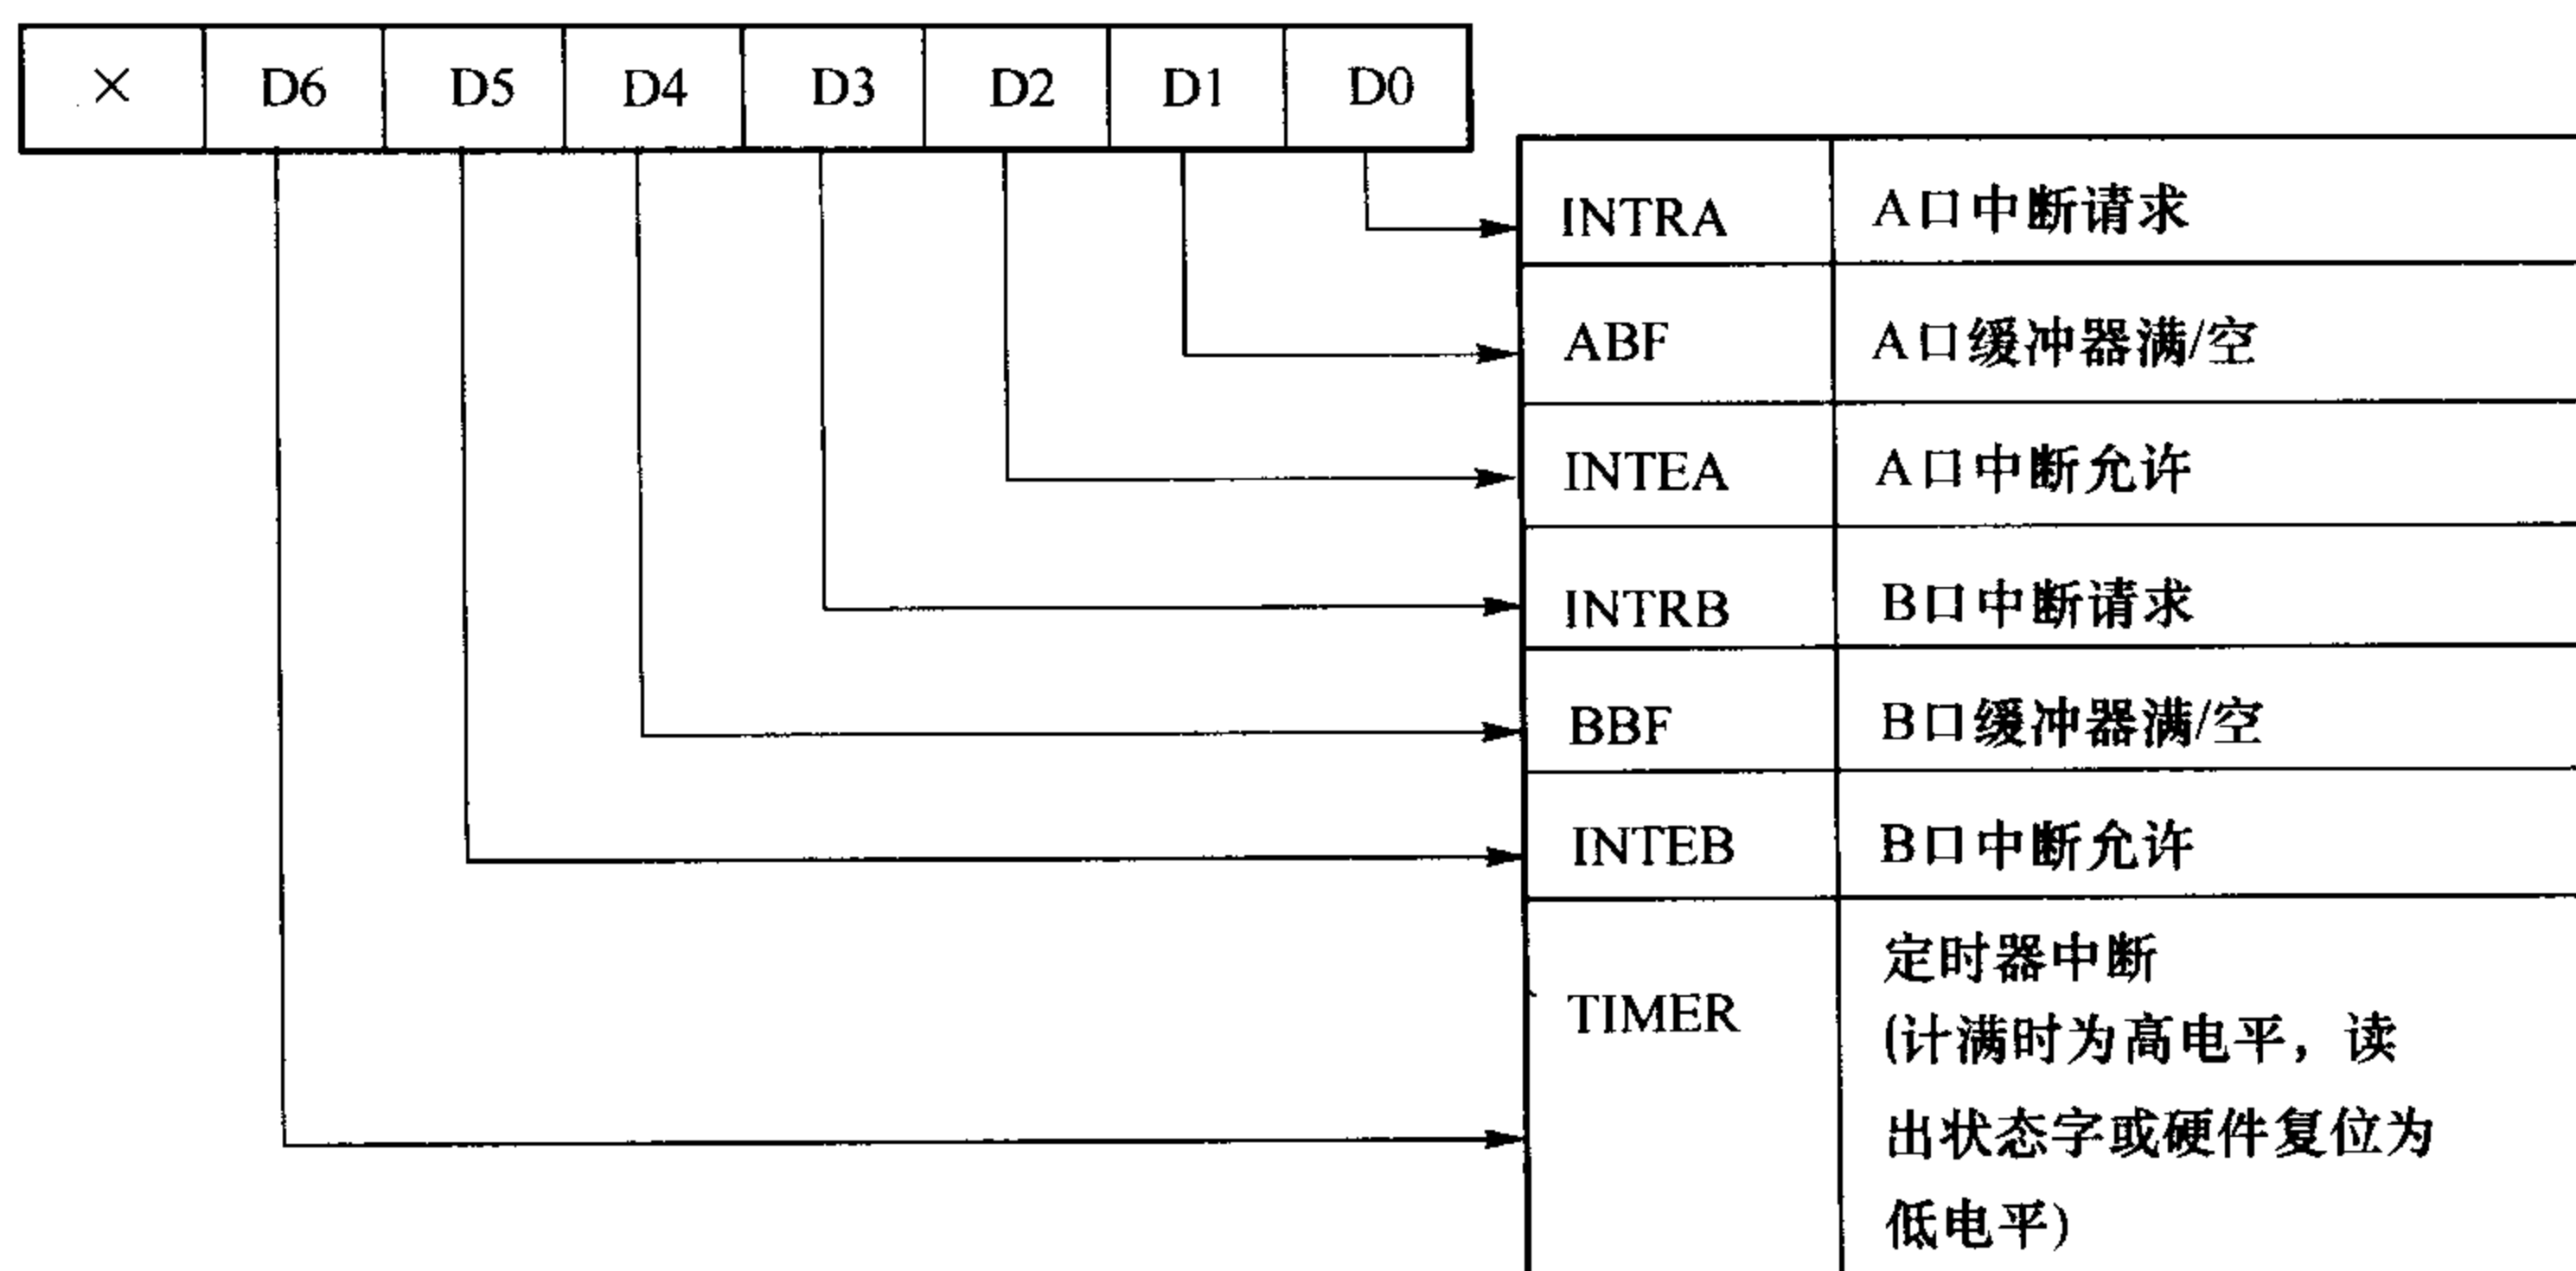 × D6 D5 D4 D3 D2 D1 D0
INTRA A口中断请求
ABF A口缓冲器满/空
INTEA A口中断允许
INTRB B口中断请求
BBF B口缓冲器满/空
INTEB B口中断允许
TIMER 定时器中断
(计满时为高电平，读
出状态字或硬件复位为
低电平)